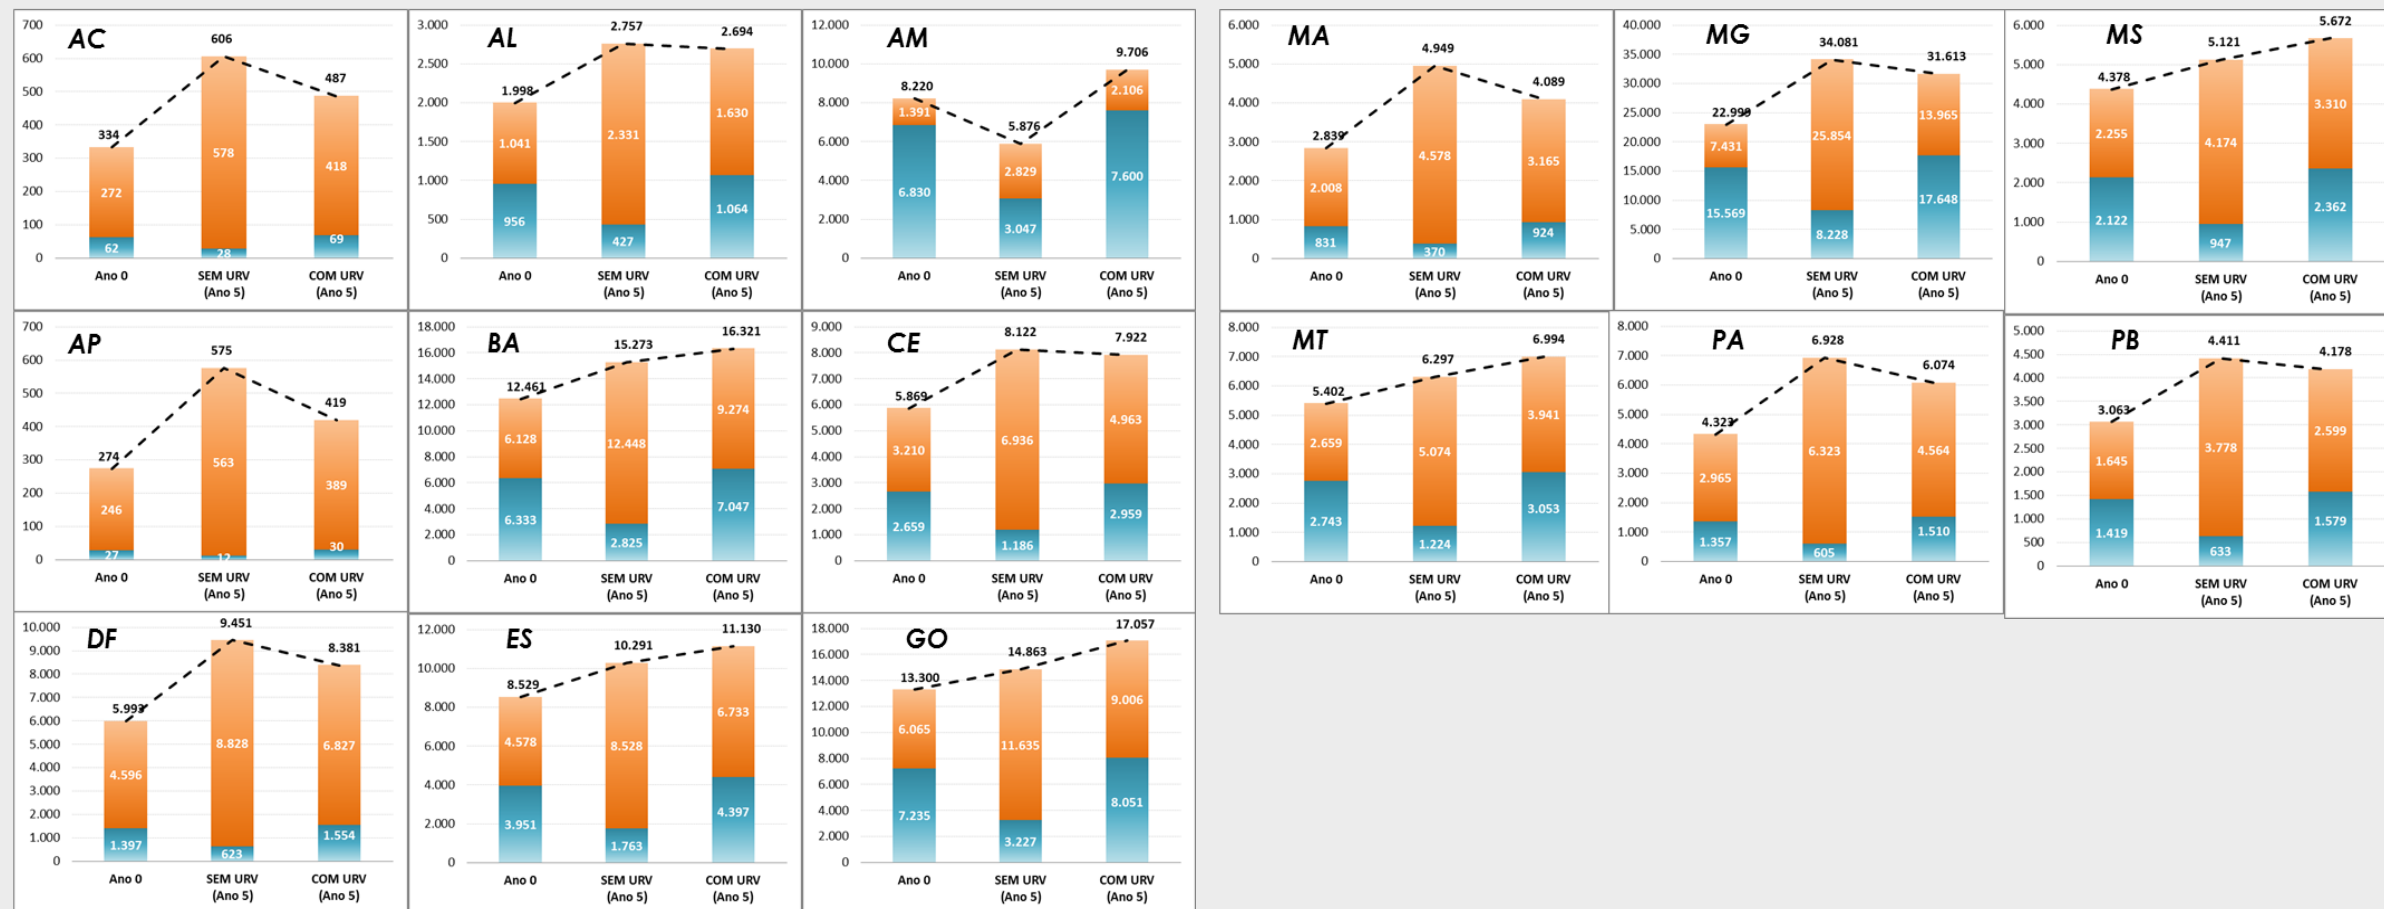 AC
700
600
500
400
300
200
100
0
606
487
334
578
418
272
62
28
69
Ano 0
SEM URV
(Ano 5)
COM URV
(Ano 5)
AL
3.000
2.500
2.000
1.500
1.000
500
0
2.757
2.694
1.998
2.331
1.630
1.041
956
427
1.064
Ano 0
SEM URV
(Ano 5)
COM URV
(Ano 5)
AM
12.000
10.000
8.000
6.000
4.000
2.000
0
9.706
8.220
5.876
1.391
2.106
2.829
6.830
3.047
7.600
Ano 0
SEM URV
(Ano 5)
COM URV
(Ano 5)
MA
6.000
5.000
4.000
3.000
2.000
1.000
0
4.949
4.089
2.839
4.578
3.165
2.008
831
370
924
Ano 0
SEM URV
(Ano 5)
COM URV
(Ano 5)
MG
40.000
35.000
30.000
25.000
20.000
15.000
10.000
5.000
0
34.081
31.613
22.999
7.431
25.854
13.965
15.569
8.228
17.648
Ano 0
SEM URV
(Ano 5)
COM URV
(Ano 5)
MS
6.000
5.000
4.000
3.000
2.000
1.000
0
5.672
5.121
4.378
2.255
4.174
3.310
2.122
947
2.362
Ano 0
SEM URV
(Ano 5)
COM URV
(Ano 5)
AP
700
600
500
400
300
200
100
0
575
419
274
563
389
246
27
12
30
Ano 0
SEM URV
(Ano 5)
COM URV
(Ano 5)
BA
18.000
16.000
14.000
12.000
10.000
8.000
6.000
4.000
2.000
0
16.321
15.273
12.461
6.128
12.448
9.274
6.333
2.825
7.047
Ano 0
SEM URV
(Ano 5)
COM URV
(Ano 5)
CE
9.000
8.000
7.000
6.000
5.000
4.000
3.000
2.000
1.000
0
8.122
7.922
5.869
3.210
6.936
4.963
2.659
1.186
2.959
Ano 0
SEM URV
(Ano 5)
COM URV
(Ano 5)
MT
8.000
7.000
6.000
5.000
4.000
3.000
2.000
1.000
0
6.994
6.297
5.402
2.659
5.074
3.941
2.743
1.224
3.053
Ano 0
SEM URV
(Ano 5)
COM URV
(Ano 5)
PA
8.000
7.000
6.000
5.000
4.000
3.000
2.000
1.000
0
6.928
6.074
4.323
2.965
6.323
4.564
1.357
605
1.510
Ano 0
SEM URV
(Ano 5)
COM URV
(Ano 5)
PB
5.000
4.500
4.000
3.500
3.000
2.500
2.000
1.500
1.000
500
0
4.411
4.178
3.063
1.645
3.778
2.599
1.419
633
1.579
Ano 0
SEM URV
(Ano 5)
COM URV
(Ano 5)
DF
10.000
9.000
8.000
7.000
6.000
5.000
4.000
3.000
2.000
1.000
0
9.451
8.381
5.993
4.596
8.828
6.827
1.397
623
1.554
Ano 0
SEM URV
(Ano 5)
COM URV
(Ano 5)
ES
12.000
10.000
8.000
6.000
4.000
2.000
0
11.130
10.291
8.529
4.578
8.528
6.733
3.951
1.763
4.397
Ano 0
SEM URV
(Ano 5)
COM URV
(Ano 5)
GO
18.000
16.000
14.000
12.000
10.000
8.000
6.000
4.000
2.000
0
17.057
14.863
13.300
6.065
11.635
9.006
7.235
3.227
8.051
Ano 0
SEM URV
(Ano 5)
COM URV
(Ano 5)